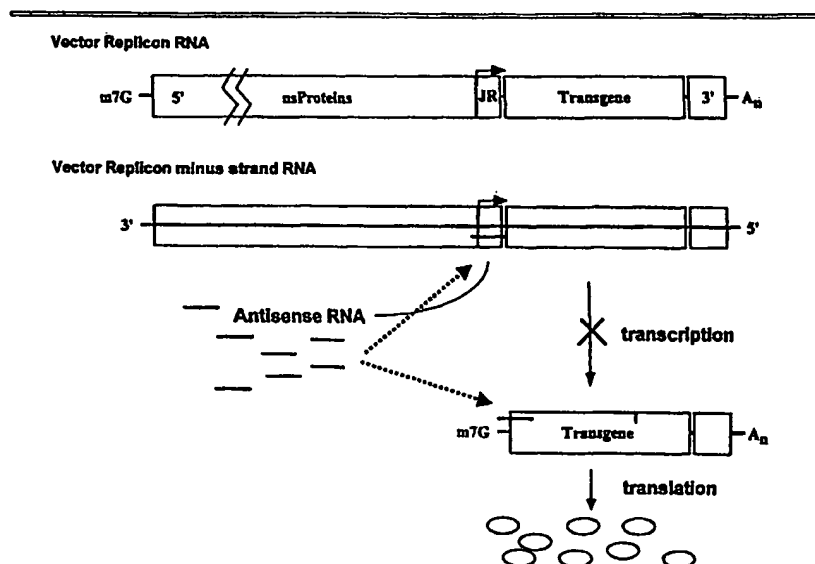 Vector Replicon RNA
m7G 5' nsProteins JR Transgene 3' An
Vector Replicon minus strand RNA
3' 5'
Antisense RNA
transcription
m7G Transgene An
translation